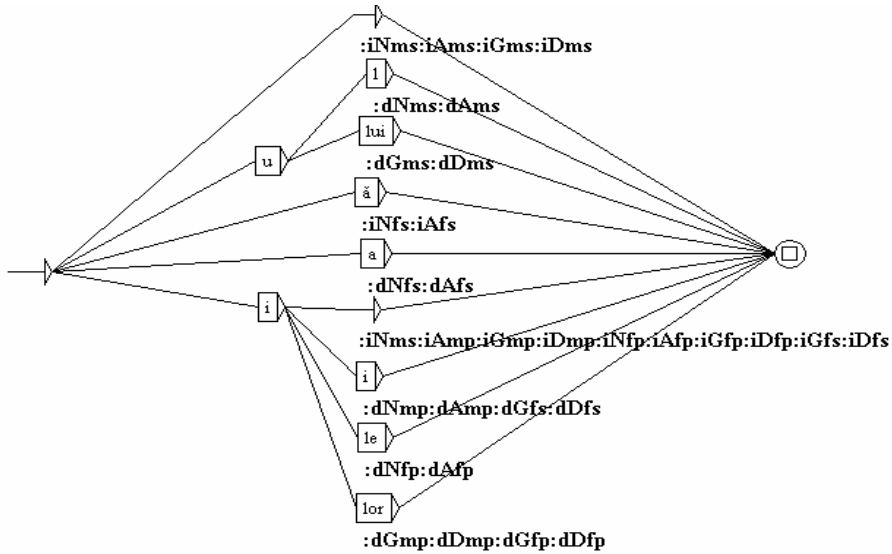 :iNms:iAms:iGms:iDms
l
:dNms:dAms
u
lui
:dGms:dDms
ă
:iNfs:iAfs
a
:dNfs:dAfs
i
:iNms:iAmp:iGmp:iDmp:iNfp:iAfp:iGfp:iDfp:iGfs:iDfs
i
:dNmp:dAmp:dGfs:dDfs
le
:dNfp:dAfp
lor
:dGmp:dDmp:dGfp:dDfp